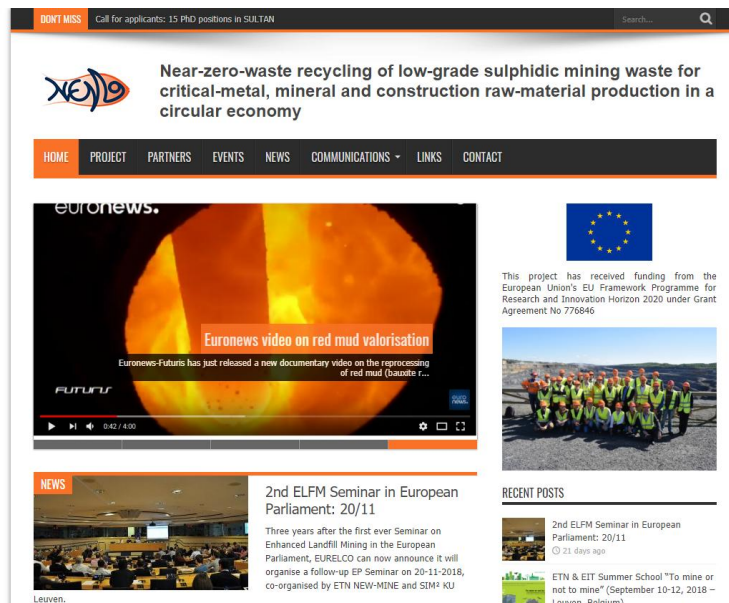 DON'T MISS Call for applicants: 15 PhD positions in SULTAN
Search...
NEMO
Near-zero-waste recycling of low-grade sulphidic mining waste for
critical-metal, mineral and construction raw-material production in a
circular economy
HOME PROJECT PARTNERS EVENTS NEWS COMMUNICATIONS LINKS CONTACT
euronews.
Euronews video on red mud valorisation
Euronews-Futuris has just released a new documentary video on the reprocessing
of red mud (bauxite r...
FUTURIS
euro
news.
0:42 / 4:00
This project has received funding from the
European Union's EU Framework Programme for
Research and Innovation Horizon 2020 under Grant
Agreement No 776846
NEWS
2nd ELFM Seminar in European
Parliament: 20/11
Three years after the first ever Seminar on
Enhanced Landfill Mining in the European
Parliament, EURELCO can now announce it will
organise a follow-up EP Seminar on 20-11-2018,
co-organised by ETN NEW-MINE and SIM² KU
Leuven.
RECENT POSTS
2nd ELFM Seminar in European
Parliament: 20/11
21 days ago
ETN & EIT Summer School "To mine or
not to mine" (September 10-12, 2018 –
Leuven, Belgium)